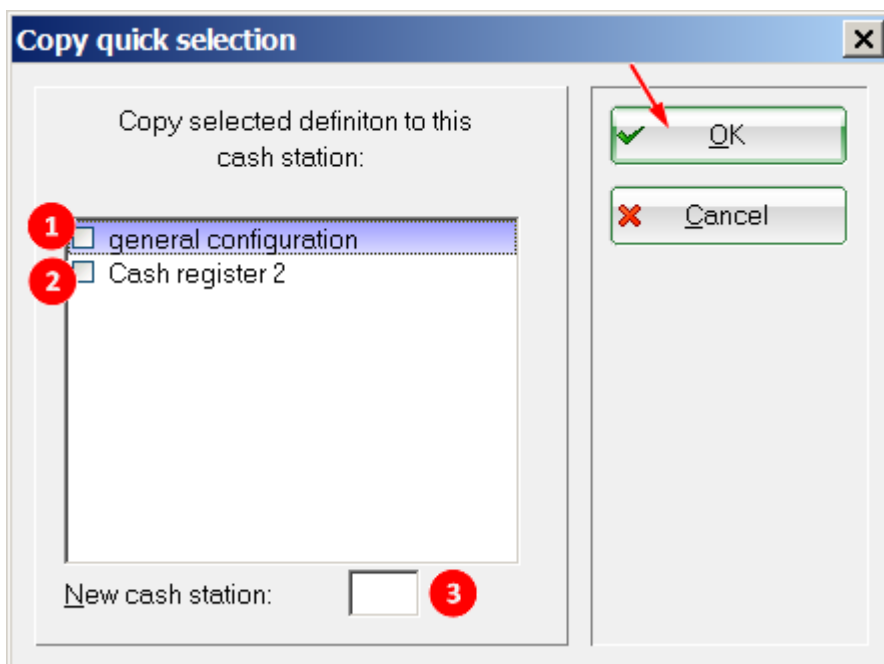 Copy quick selection
Copy selected definiton to this
cash station:
OK
Cancel
1
general configuration
2
Cash register 2
New cash station:
3